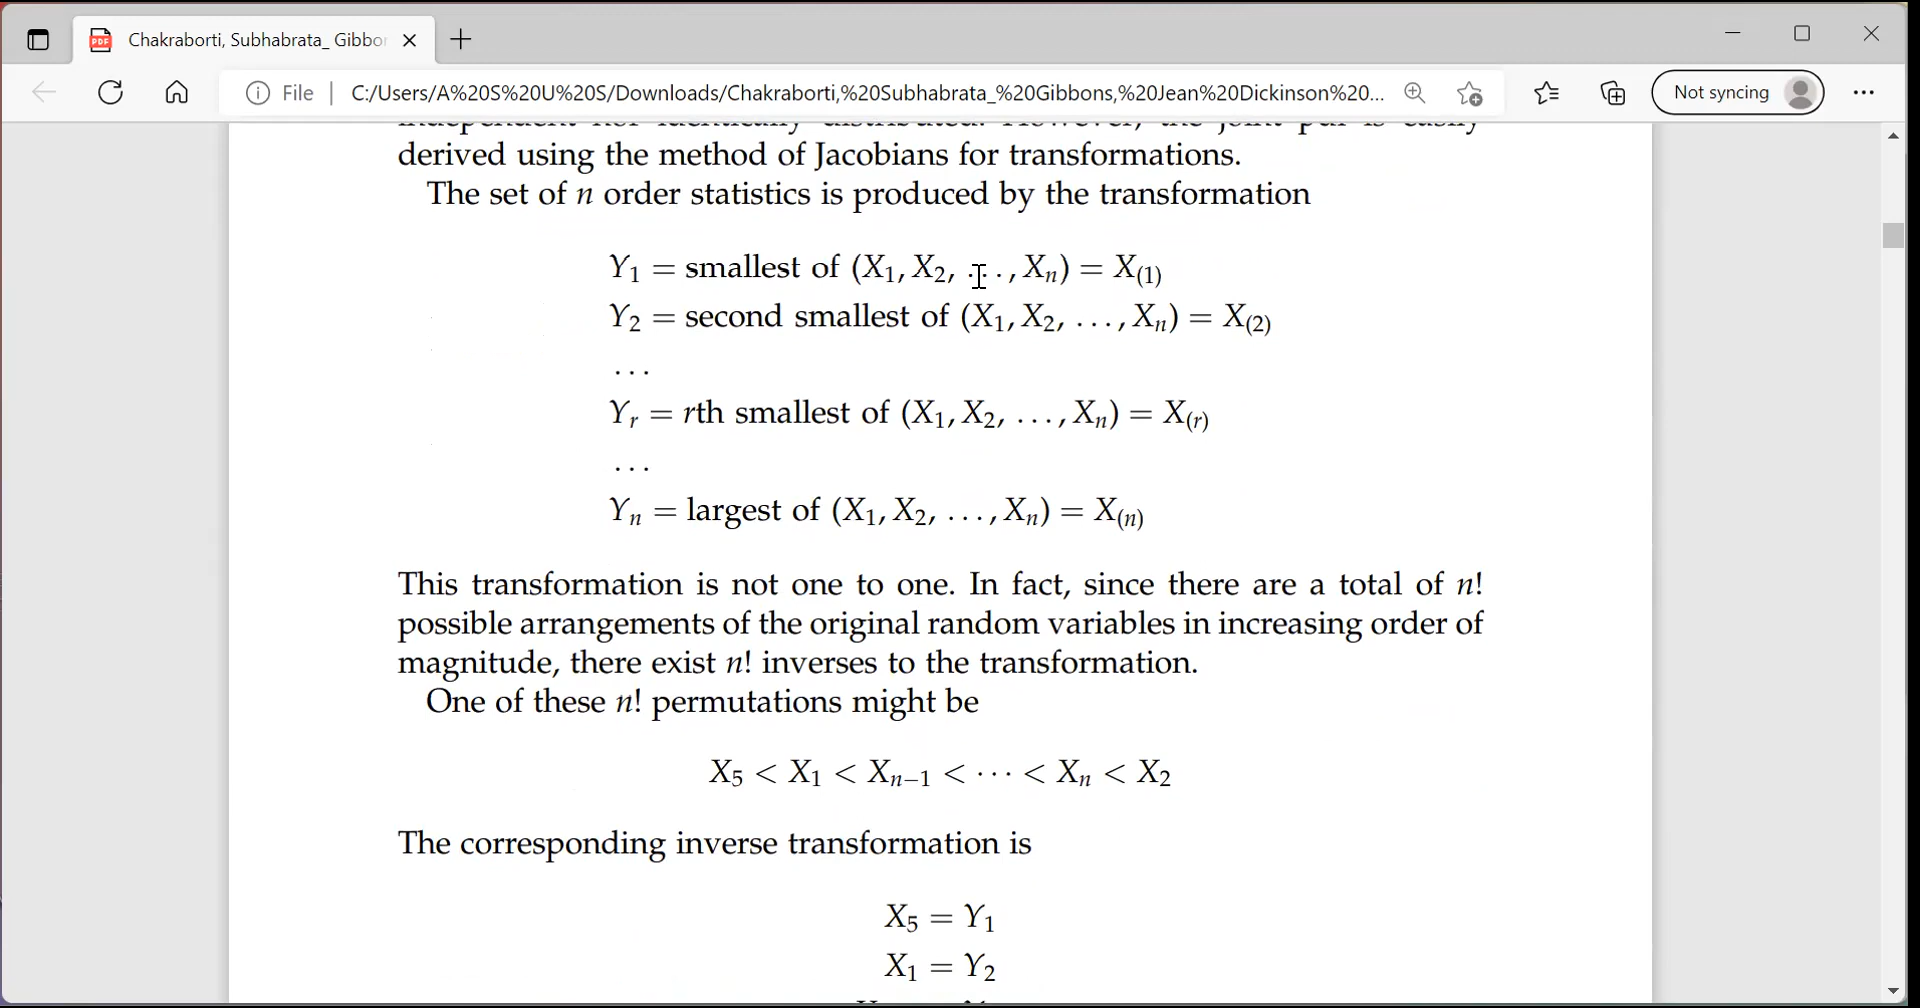 Chakraborti, Subhabrata_ Gibbo
File | C:/Users/A%20S%20U%20S/Downloads/Chakraborti,%20Subhabrata_%20Gibbons,%20Jean%20Dickinson%20... Not syncing
derived using the method of Jacobians for transformations.
The set of n order statistics is produced by the transformation
Y₁ = smallest of (X₁, X₂, ..., Xₙ) = X₍₁₎
Y₂ = second smallest of (X₁, X₂, ..., Xₙ) = X₍₂₎
...
Yᵣ = rth smallest of (X₁, X₂, ..., Xₙ) = X₍ᵣ₎
...
Yₙ = largest of (X₁, X₂, ..., Xₙ) = X₍ₙ₎
This transformation is not one to one. In fact, since there are a total of n!
possible arrangements of the original random variables in increasing order of
magnitude, there exist n! inverses to the transformation.
One of these n! permutations might be
X₅ < X₁ < Xₙ₋₁ < ··· < Xₙ < X₂
The corresponding inverse transformation is
X₅ = Y₁
X₁ = Y₂